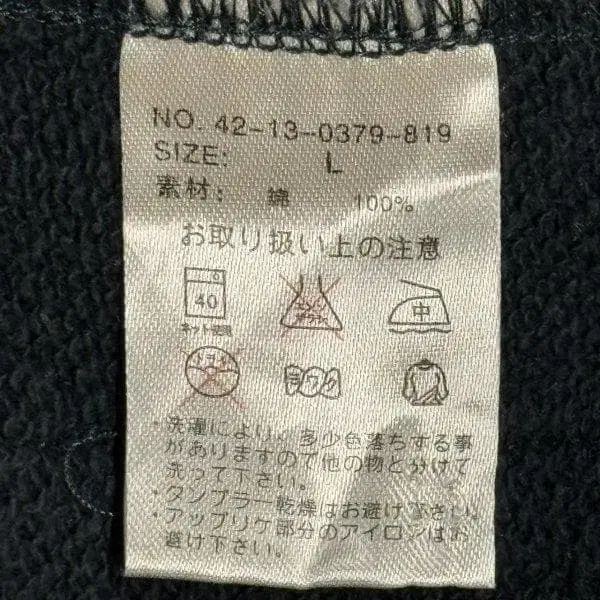 NO. 42-13-0379-819
SIZE: L
素材: 綿 100%
お取り扱い上の注意
40 中
ネット使用
ドライ ヨワク
・洗濯により、多少色落ちする事
がありますので他の物と分けて
洗って下さい。
・タンブラー乾燥はお避け下さい。
・アップリケ部分のアイロンはお
避け下さい。